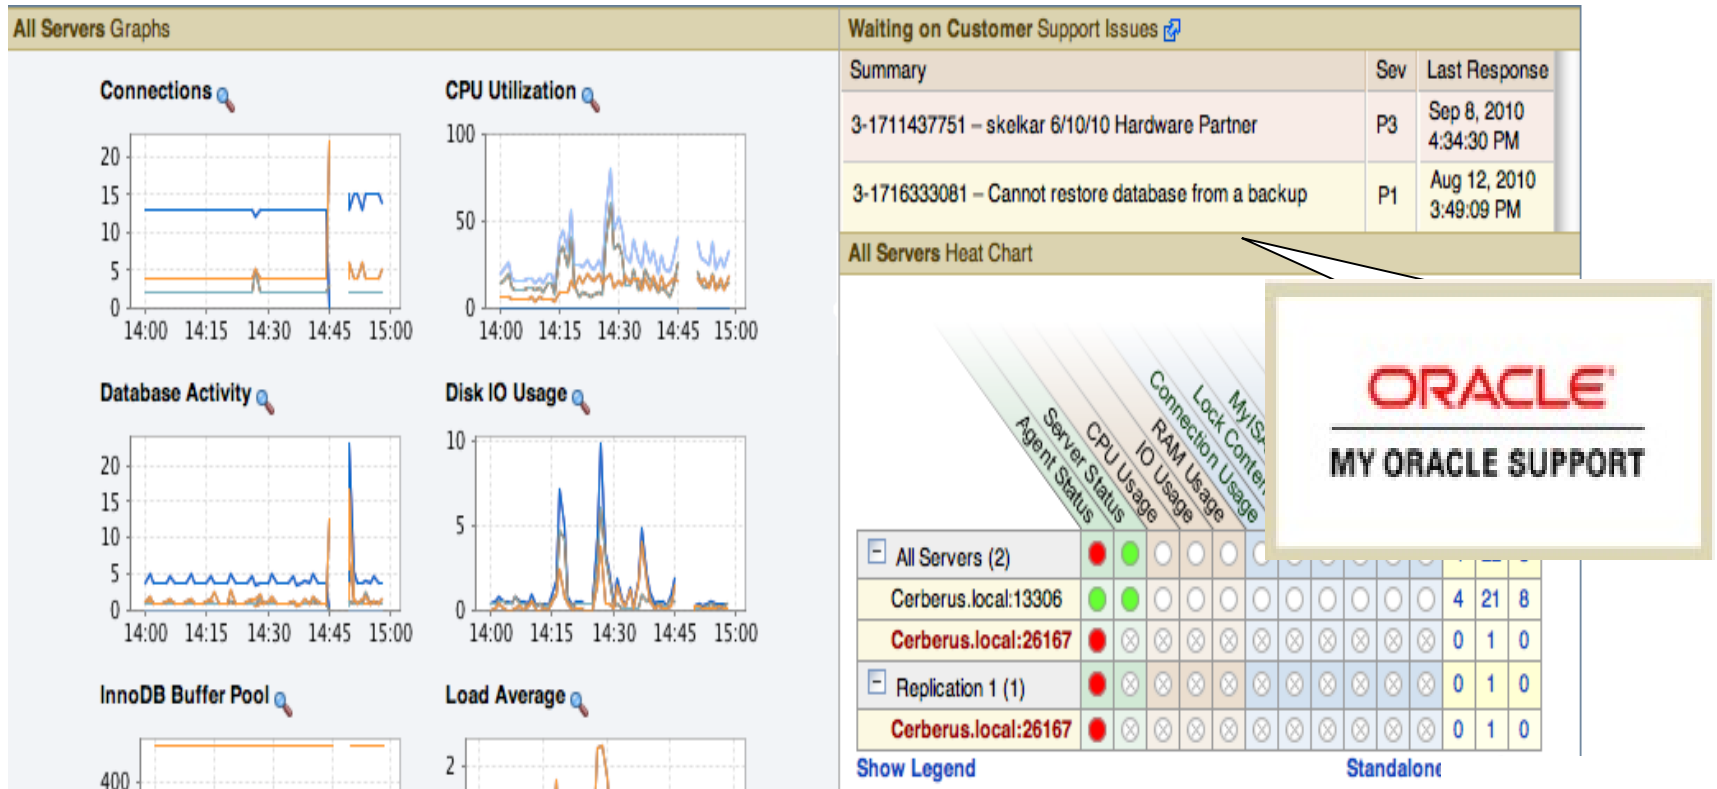 All Servers Graphs
Connections
20
15
10
5
0
14:00 14:15 14:30 14:45 15:00
CPU Utilization
100
50
0
14:00 14:15 14:30 14:45 15:00
Database Activity
20
15
10
5
0
14:00 14:15 14:30 14:45 15:00
Disk IO Usage
10
5
0
14:00 14:15 14:30 14:45 15:00
InnoDB Buffer Pool
400
Load Average
2
Waiting on Customer Support Issues
Summary Sev Last Response
3-1711437751 – skelkar 6/10/10 Hardware Partner P3 Sep 8, 2010
4:34:30 PM
3-1716333081 – Cannot restore database from a backup P1 Aug 12, 2010
3:49:09 PM
All Servers Heat Chart
Agent Status
Server Status
CPU Usage
IO Usage
RAM Usage
Connection Usage
Lock Conten
MyISA
ORACLE
MY ORACLE SUPPORT
All Servers (2)
Cerberus.local:13306 4 21 8
Cerberus.local:26167 0 1 0
Replication 1 (1) 0 1 0
Cerberus.local:26167 0 1 0
Show Legend
Standalone